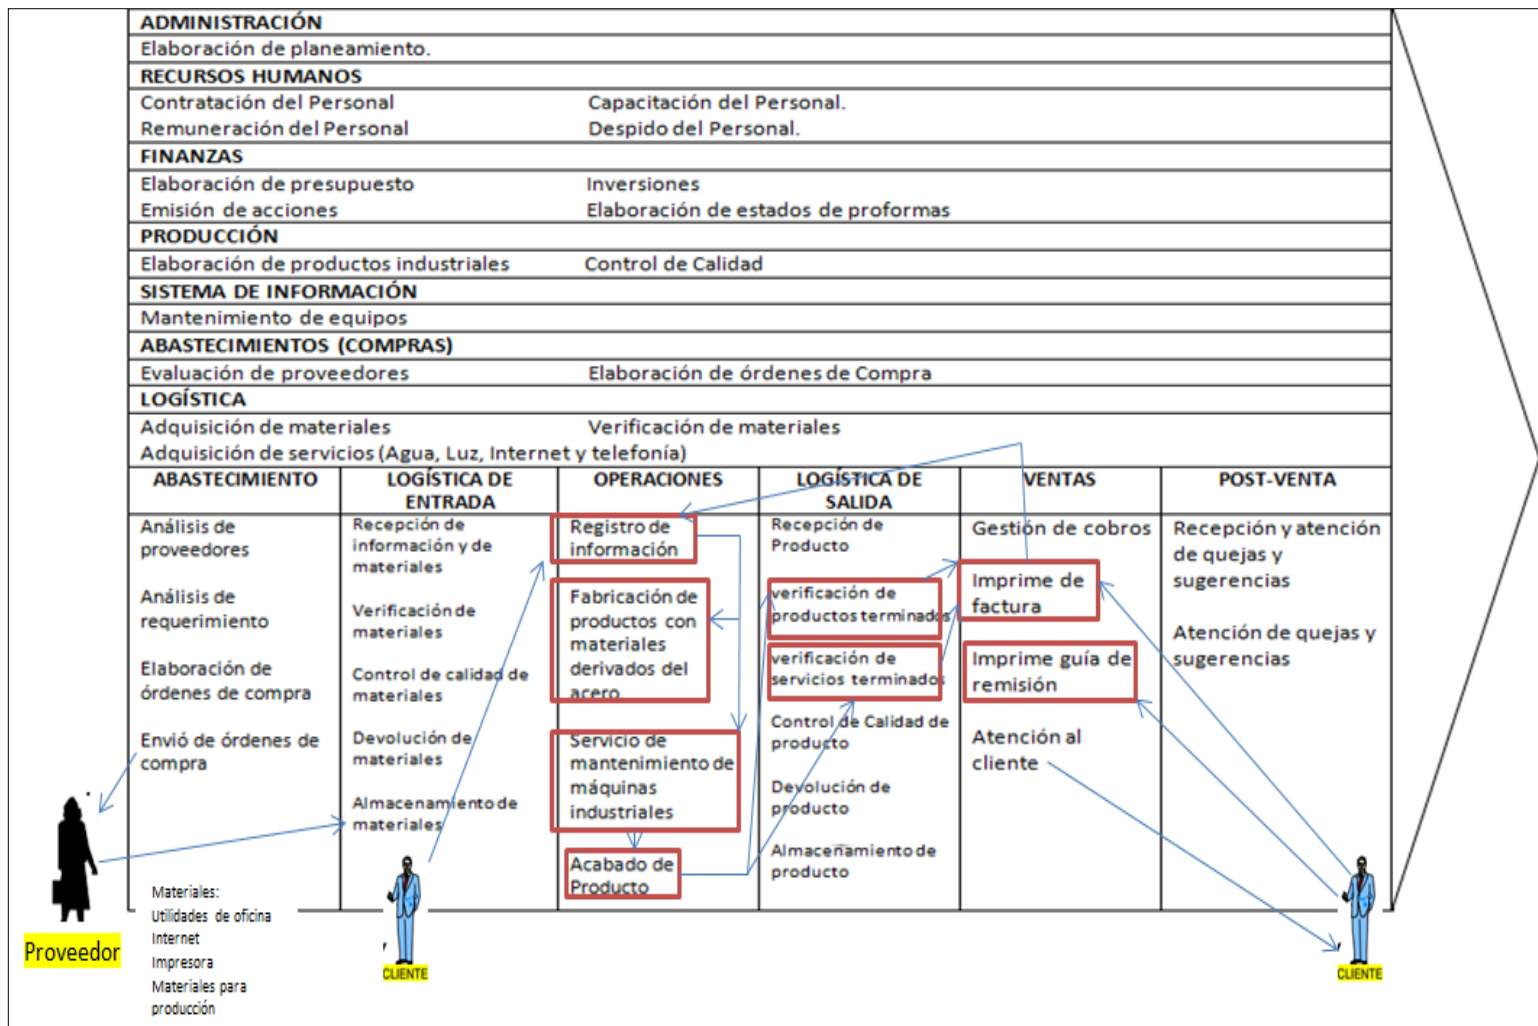 ADMINISTRACIÓN
Elaboración de planeamiento.
RECURSOS HUMANOS
Contratación del Personal Capacitación del Personal.
Remuneración del Personal Despido del Personal.
FINANZAS
Elaboración de presupuesto Inversiones
Emisión de acciones Elaboración de estados de proformas
PRODUCCIÓN
Elaboración de productos industriales Control de Calidad
SISTEMA DE INFORMACIÓN
Mantenimiento de equipos
ABASTECIMIENTOS (COMPRAS)
Evaluación de proveedores Elaboración de órdenes de Compra
LOGÍSTICA
Adquisición de materiales Verificación de materiales
Adquisición de servicios (Agua, Luz, Internet y telefonía)
ABASTECIMIENTO
Análisis de
proveedores
Análisis de
requerimiento
Elaboración de
órdenes de compra
Envió de órdenes de
compra
LOGÍSTICA DE
ENTRADA
Recepción de
información y de
materiales
Verificación de
materiales
Control de calidad de
materiales
Devolución de
materiales
Almacenamiento de
materiales
OPERACIONES
Registro de
información
Fabricación de
productos con
materiales
derivados del
acero
Servicio de
mantenimiento de
máquinas
industriales
Acabado de
Producto
LOGÍSTICA DE
SALIDA
Recepción de
Producto
verificación de
productos terminados
verificación de
servicios terminados
Control de Calidad de
producto
Devolución de
producto
Almacenamiento de
producto
VENTAS
Gestión de cobros
Imprime de
factura
Imprime guía de
remisión
Atención al
cliente
POST-VENTA
Recepción y atención
de quejas y
sugerencias
Atención de quejas y
sugerencias
Proveedor
Materiales:
Utilidades de oficina
Internet
Impresora
Materiales para
producción
CLIENTE
CLIENTE